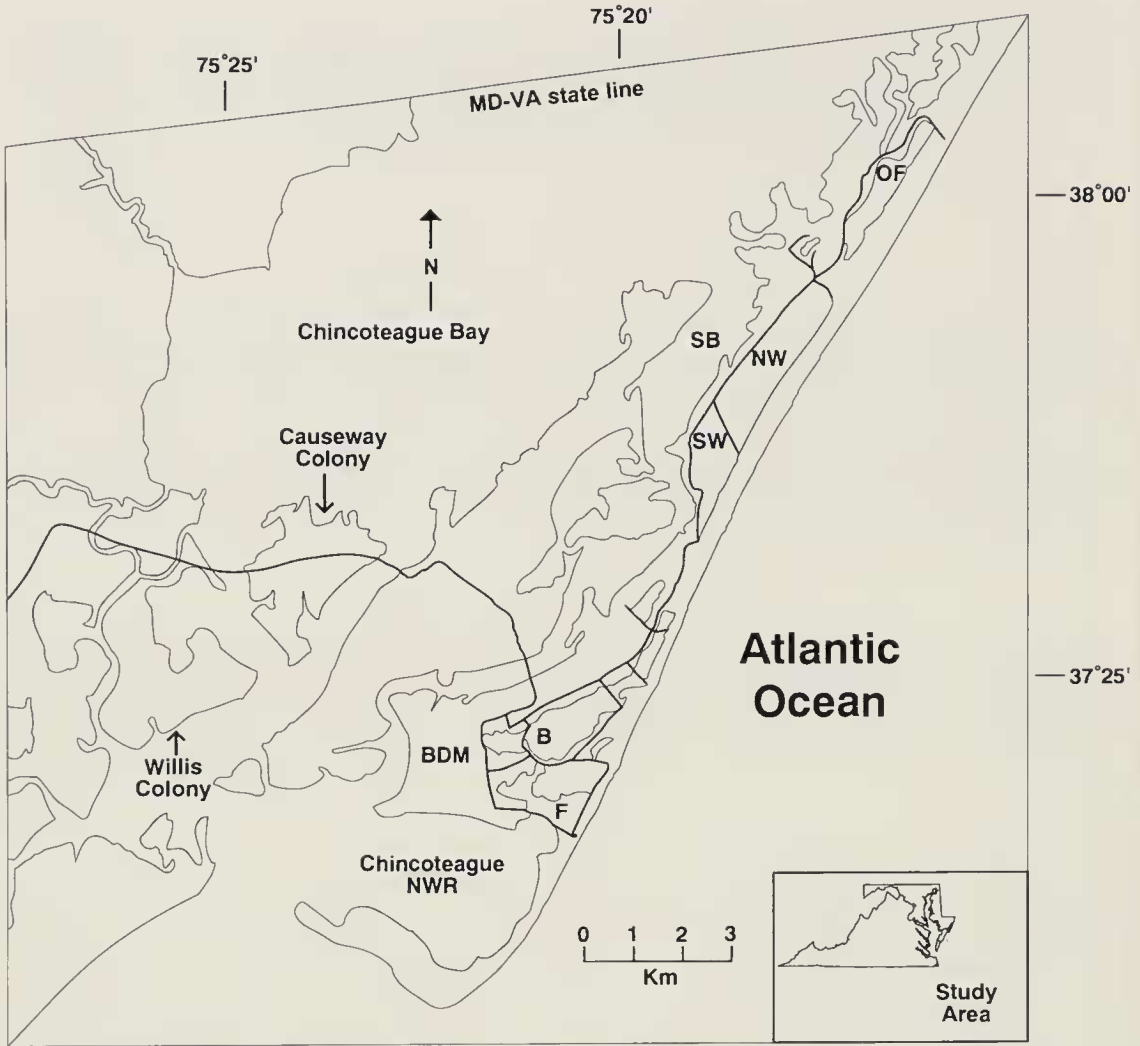 75°20'
75°25'
MD-VA state line
OF
38°00'
N
Chincoteague Bay
SB
NW
Causeway
Colony
SW
Atlantic
Ocean
37°25'
B
BDM
Willis
Colony
F
Chincoteague
NWR
0 1 2 3
Km
Study
Area